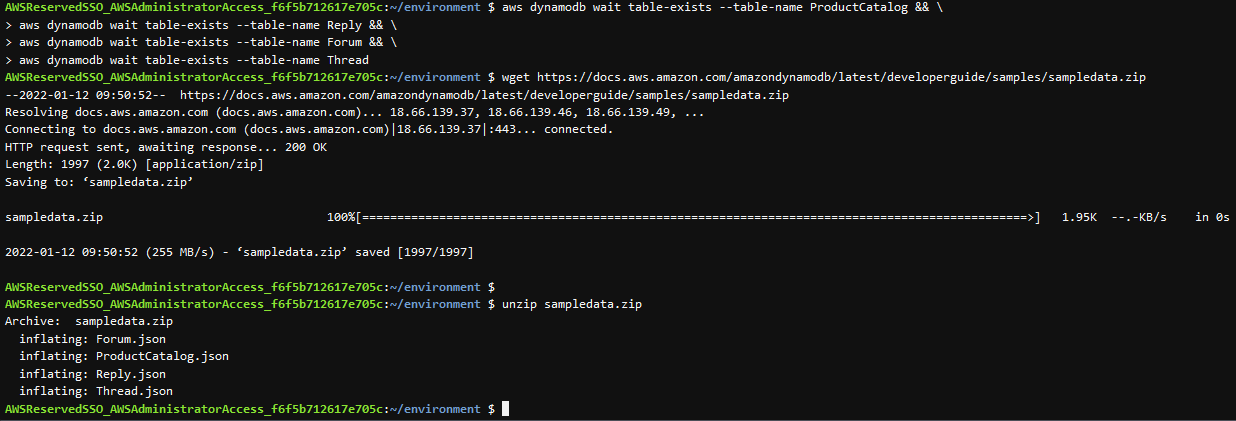 AWSReservedSSO_AWSAdministratorAccess_f6f5b712617e705c:~/environment $ aws dynamodb wait table-exists --table-name ProductCatalog && \
> aws dynamodb wait table-exists --table-name Reply && \
> aws dynamodb wait table-exists --table-name Forum && \
> aws dynamodb wait table-exists --table-name Thread
AWSReservedSSO_AWSAdministratorAccess_f6f5b712617e705c:~/environment $ wget https://docs.aws.amazon.com/amazondynamodb/latest/developerguide/samples/sampledata.zip
--2022-01-12 09:50:52--  https://docs.aws.amazon.com/amazondynamodb/latest/developerguide/samples/sampledata.zip
Resolving docs.aws.amazon.com (docs.aws.amazon.com)... 18.66.139.37, 18.66.139.46, 18.66.139.49, ...
Connecting to docs.aws.amazon.com (docs.aws.amazon.com)|18.66.139.37|:443... connected.
HTTP request sent, awaiting response... 200 OK
Length: 1997 (2.0K) [application/zip]
Saving to: ‘sampledata.zip’
sampledata.zip                100%[===============================================================================================>]   1.95K  --.-KB/s    in 0s
2022-01-12 09:50:52 (255 MB/s) - ‘sampledata.zip’ saved [1997/1997]
AWSReservedSSO_AWSAdministratorAccess_f6f5b712617e705c:~/environment $
AWSReservedSSO_AWSAdministratorAccess_f6f5b712617e705c:~/environment $ unzip sampledata.zip
Archive:  sampledata.zip
  inflating: Forum.json
  inflating: ProductCatalog.json
  inflating: Reply.json
  inflating: Thread.json
AWSReservedSSO_AWSAdministratorAccess_f6f5b712617e705c:~/environment $